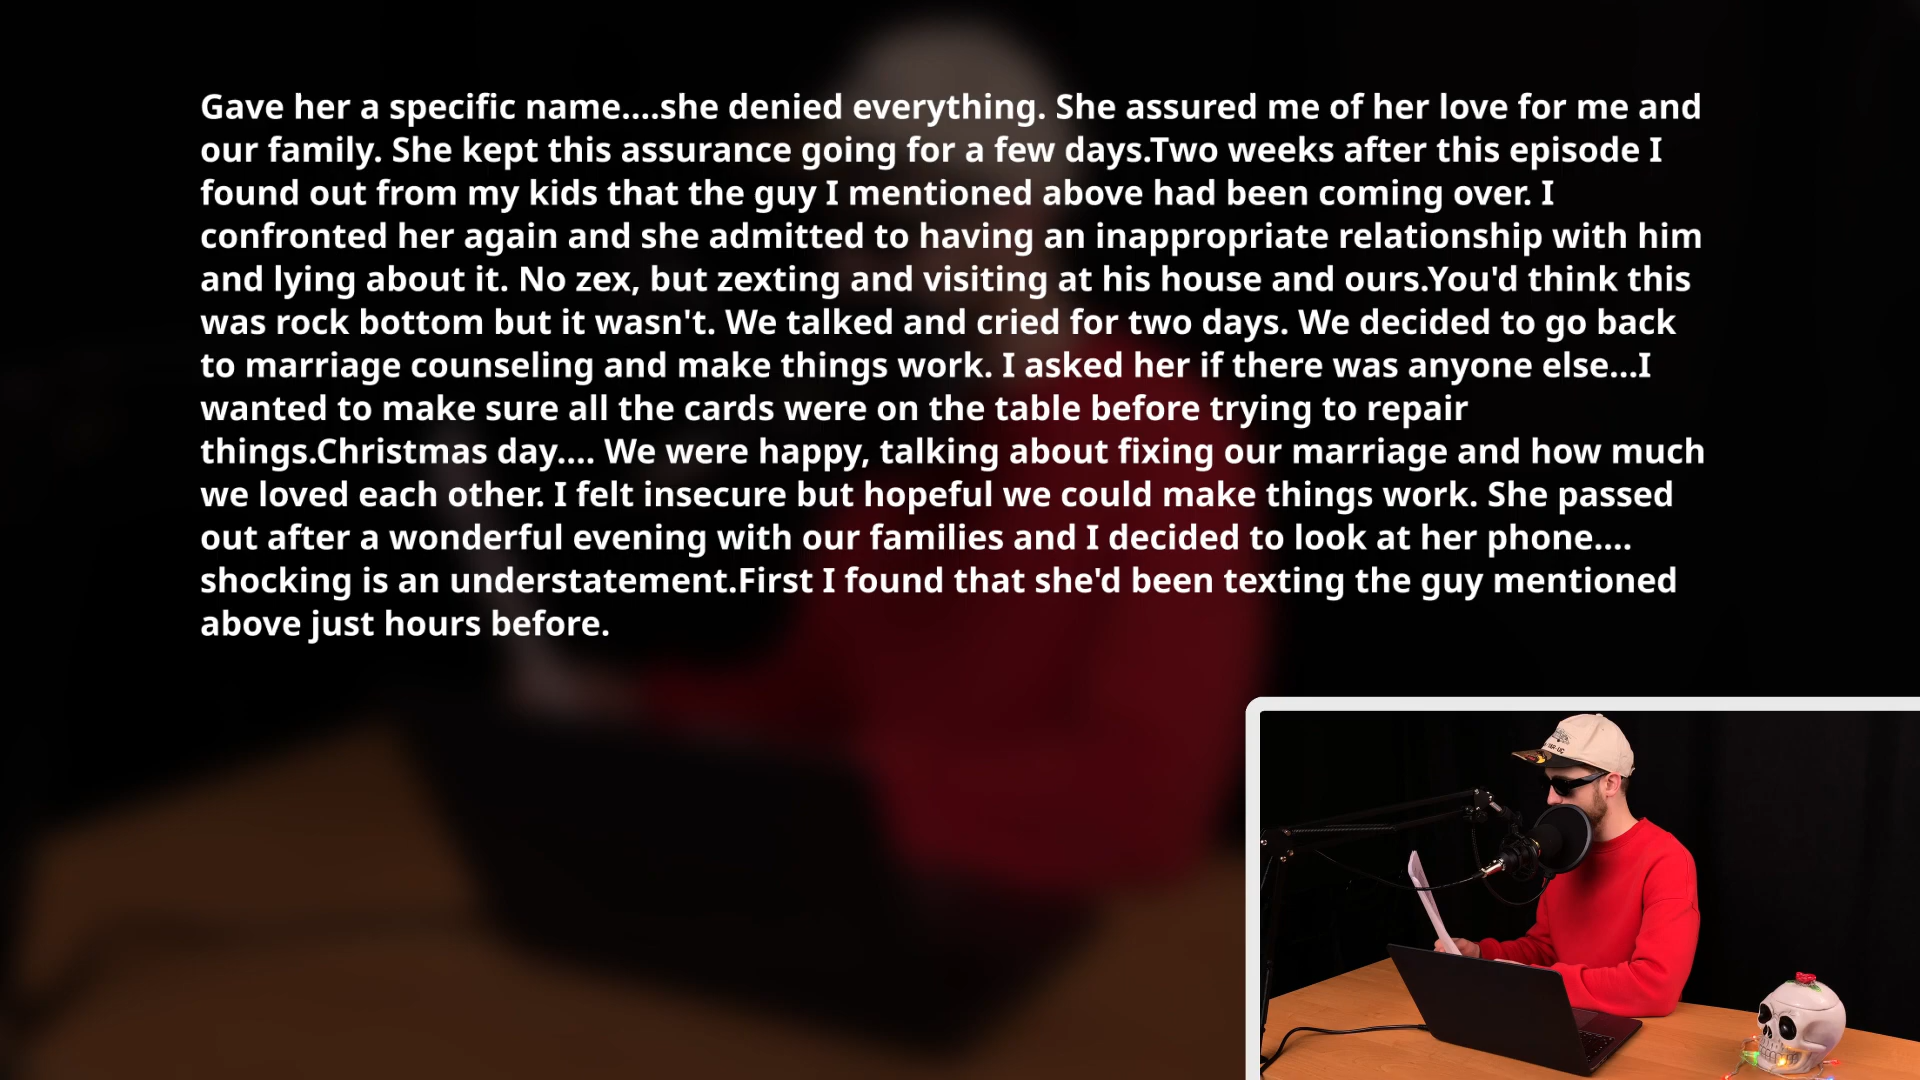 Gave her a specific name....she denied everything. She assured me of her love for me and
our family. She kept this assurance going for a few days.Two weeks after this episode I
found out from my kids that the guy I mentioned above had been coming over. I
confronted her again and she admitted to having an inappropriate relationship with him
and lying about it. No zex, but zexting and visiting at his house and ours.You'd think this
was rock bottom but it wasn't. We talked and cried for two days. We decided to go back
to marriage counseling and make things work. I asked her if there was anyone else...I
wanted to make sure all the cards were on the table before trying to repair
things.Christmas day.... We were happy, talking about fixing our marriage and how much
we loved each other. I felt insecure but hopeful we could make things work. She passed
out after a wonderful evening with our families and I decided to look at her phone....
shocking is an understatement.First I found that she'd been texting the guy mentioned
above just hours before.